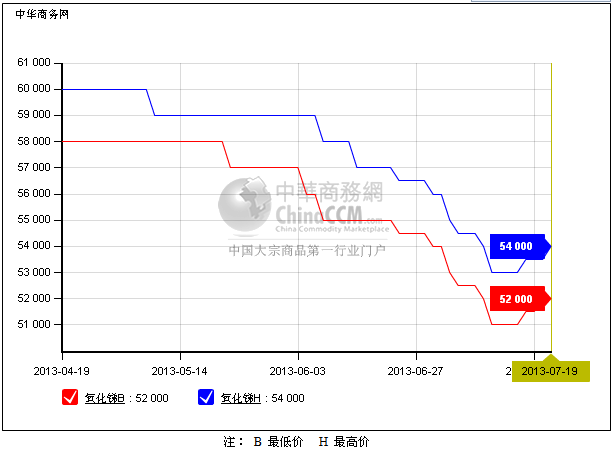 中华商务网
61 000
60 000
59 000
58 000
57 000
56 000
55 000
54 000
53 000
52 000
51 000
中華商務網
ChinaCCM.com
China Commodity Marketplace
中国大宗商品第一行业门户
54 000
52 000
2013-04-19
2013-05-14
2013-06-03
2013-06-27
2013-07-19
氧化锑B : 52 000
氧化锑H : 54 000
注： B 最低价 H 最高价